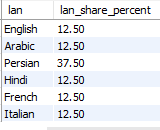 lan lan_share_percent
English 12.50
Arabic 12.50
Persian 37.50
Hindi 12.50
French 12.50
Italian 12.50